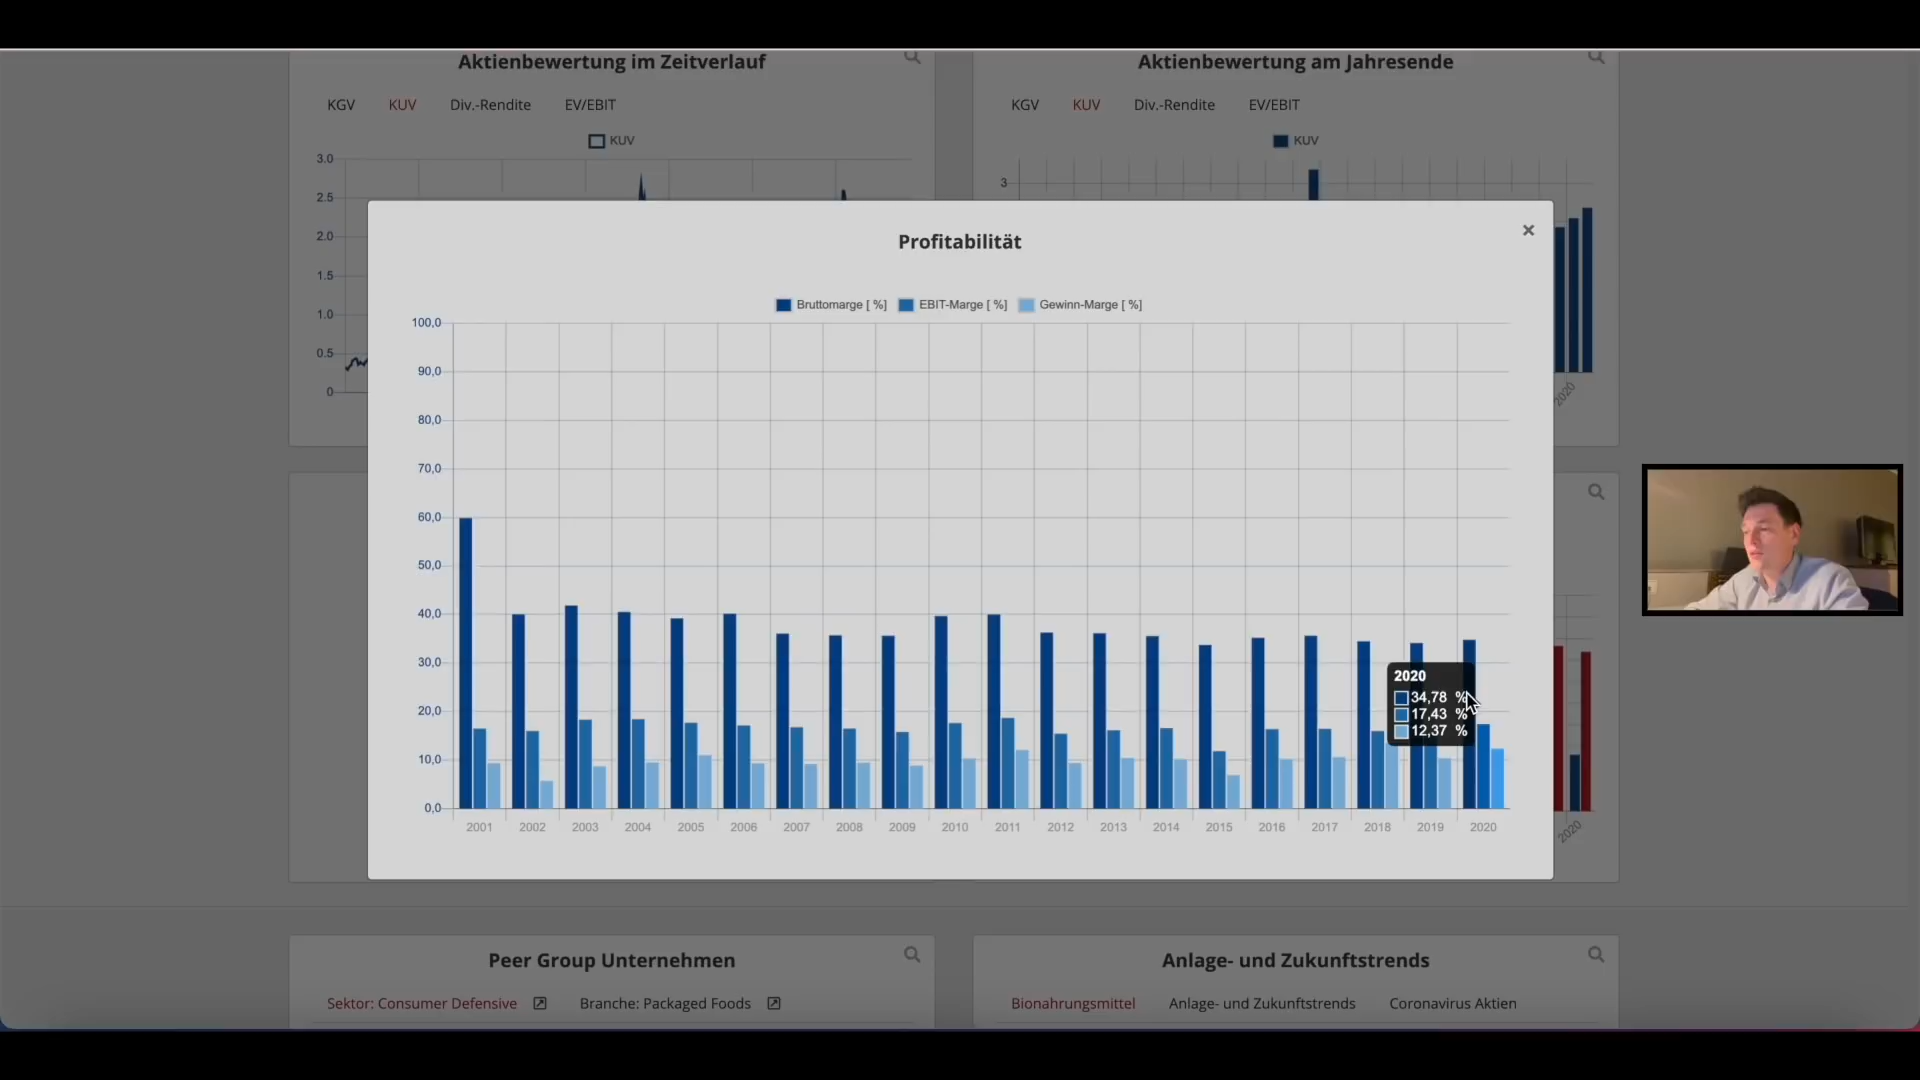 Aktienbewertung im Zeitverlauf
KGV KUV Div.-Rendite EV/EBIT
KUV
3.0
2.5
2.0
1.5
1.0
0.5
0
Aktienbewertung am Jahresende
KGV KUV Div.-Rendite EV/EBIT
KUV
3
2020
Profitabilität
×
Bruttomarge [ %] EBIT-Marge [ %] Gewinn-Marge [ %]
100,0
90,0
80,0
70,0
60,0
50,0
40,0
30,0
20,0
10,0
0,0
2020
34,78 %
17,43 %
12,37 %
2001 2002 2003 2004 2005 2006 2007 2008 2009 2010 2011 2012 2013 2014 2015 2016 2017 2018 2019 2020
2020
Peer Group Unternehmen
Sektor: Consumer Defensive Branche: Packaged Foods
Anlage- und Zukunftstrends
Bionahrungsmittel Anlage- und Zukunftstrends Coronavirus Aktien